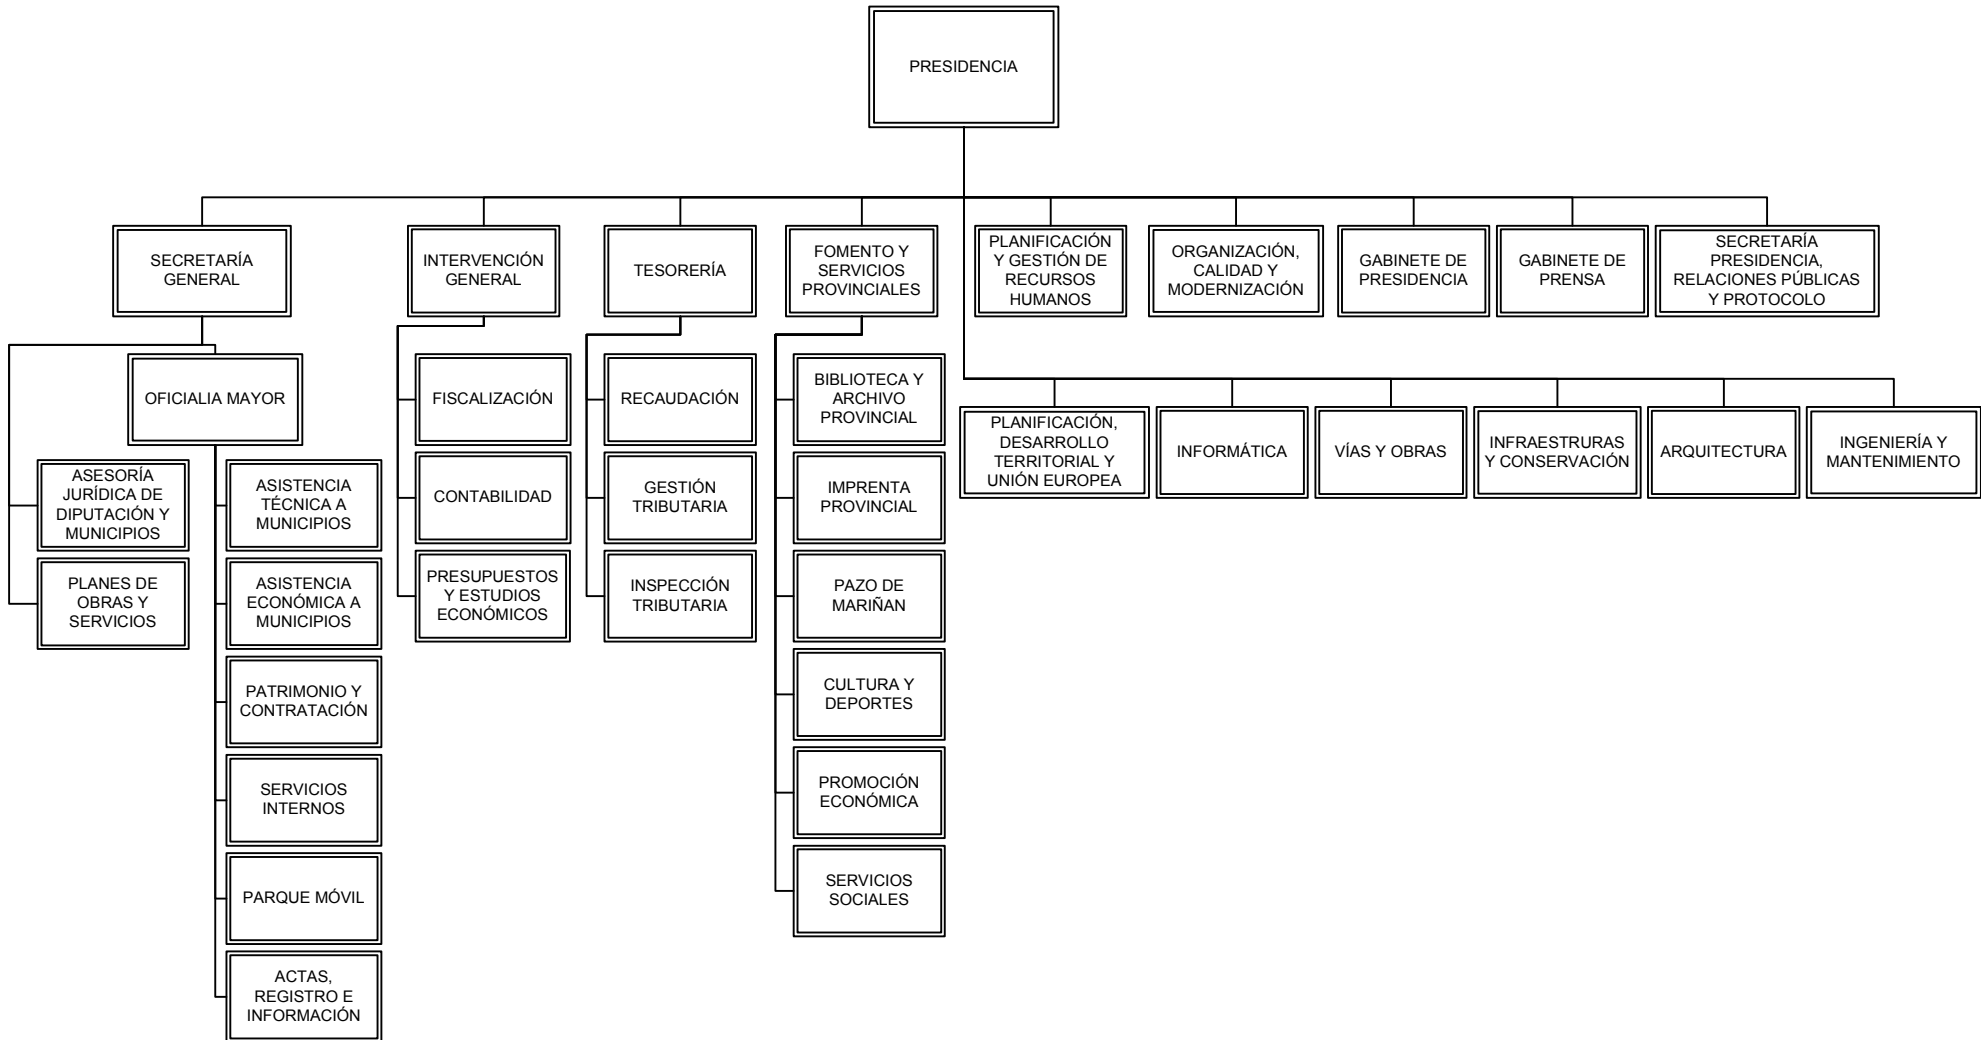 PRESIDENCIA
SECRETARÍA
GENERAL
INTERVENCIÓN
GENERAL
TESORERÍA
FOMENTO Y
SERVICIOS
PROVINCIALES
PLANIFICACIÓN
Y GESTIÓN DE
RECURSOS
HUMANOS
ORGANIZACIÓN,
CALIDAD Y
MODERNIZACIÓN
GABINETE DE
PRESIDENCIA
GABINETE DE
PRENSA
SECRETARÍA
PRESIDENCIA,
RELACIONES PÚBLICAS
Y PROTOCOLO
OFICIALIA MAYOR
ASESORÍA
JURÍDICA DE
DIPUTACIÓN Y
MUNICIPIOS
PLANES DE
OBRAS Y
SERVICIOS
ASISTENCIA
TÉCNICA A
MUNICIPIOS
ASISTENCIA
ECONÓMICA A
MUNICIPIOS
PATRIMONIO Y
CONTRATACIÓN
SERVICIOS
INTERNOS
PARQUE MÓVIL
ACTAS,
REGISTRO E
INFORMACIÓN
FISCALIZACIÓN
CONTABILIDAD
PRESUPUESTOS
Y ESTUDIOS
ECONÓMICOS
RECAUDACIÓN
GESTIÓN
TRIBUTARIA
INSPECCIÓN
TRIBUTARIA
BIBLIOTECA Y
ARCHIVO
PROVINCIAL
IMPRENTA
PROVINCIAL
PAZO DE
MARIÑAN
CULTURA Y
DEPORTES
PROMOCIÓN
ECONÓMICA
SERVICIOS
SOCIALES
PLANIFICACIÓN,
DESARROLLO
TERRITORIAL Y
UNIÓN EUROPEA
INFORMÁTICA
VÍAS Y OBRAS
INFRAESTRURAS
Y CONSERVACIÓN
ARQUITECTURA
INGENIERÍA Y
MANTENIMIENTO